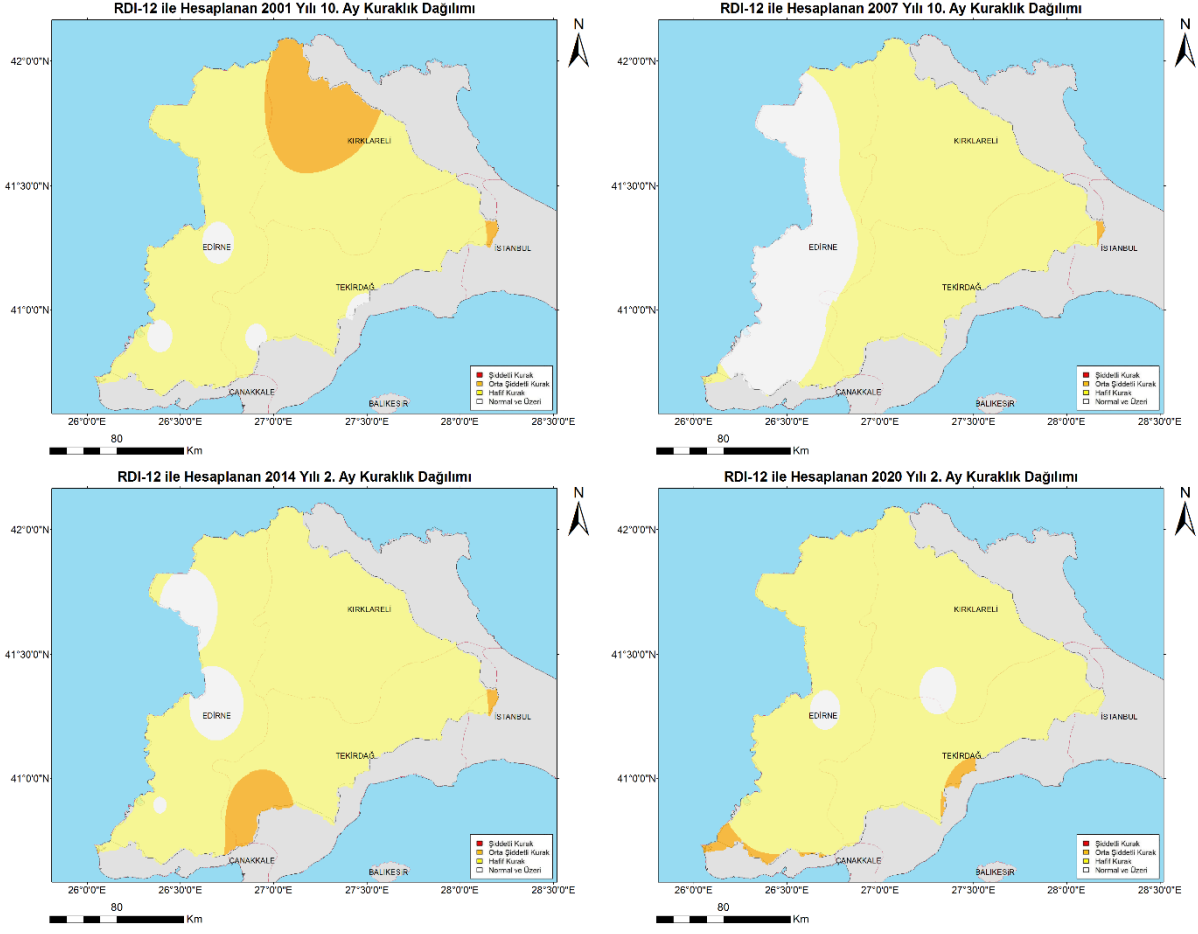 RDI-12 ile Hesaplanan 2001 Yılı 10. Ay Kuraklık Dağılımı
N
42°0'0"N
41°30'0"N
41°0'0"N
KIRKLARELİ
EDİRNE
İSTANBUL
TEKİRDAĞ
ÇANAKKALE
BALIKESİR
Şiddetli Kurak
Orta Şiddetli Kurak
Hafif Kurak
Normal ve Üzeri
26°0'0"E 26°30'0"E 27°0'0"E 27°30'0"E 28°0'0"E 28°30'0"E
80
Km
RDI-12 ile Hesaplanan 2007 Yılı 10. Ay Kuraklık Dağılımı
N
42°0'0"N
41°30'0"N
41°0'0"N
KIRKLARELİ
EDİRNE
İSTANBUL
TEKİRDAĞ
ÇANAKKALE
BALIKESİR
Şiddetli Kurak
Orta Şiddetli Kurak
Hafif Kurak
Normal ve Üzeri
26°0'0"E 26°30'0"E 27°0'0"E 27°30'0"E 28°0'0"E 28°30'0"E
80
Km
RDI-12 ile Hesaplanan 2014 Yılı 2. Ay Kuraklık Dağılımı
N
42°0'0"N
41°30'0"N
41°0'0"N
KIRKLARELİ
EDİRNE
İSTANBUL
TEKİRDAĞ
ÇANAKKALE
BALIKESİR
Şiddetli Kurak
Orta Şiddetli Kurak
Hafif Kurak
Normal ve Üzeri
26°0'0"E 26°30'0"E 27°0'0"E 27°30'0"E 28°0'0"E 28°30'0"E
80
Km
RDI-12 ile Hesaplanan 2020 Yılı 2. Ay Kuraklık Dağılımı
N
42°0'0"N
41°30'0"N
41°0'0"N
KIRKLARELİ
EDİRNE
İSTANBUL
TEKİRDAĞ
ÇANAKKALE
BALIKESİR
Şiddetli Kurak
Orta Şiddetli Kurak
Hafif Kurak
Normal ve Üzeri
26°0'0"E 26°30'0"E 27°0'0"E 27°30'0"E 28°0'0"E 28°30'0"E
80
Km